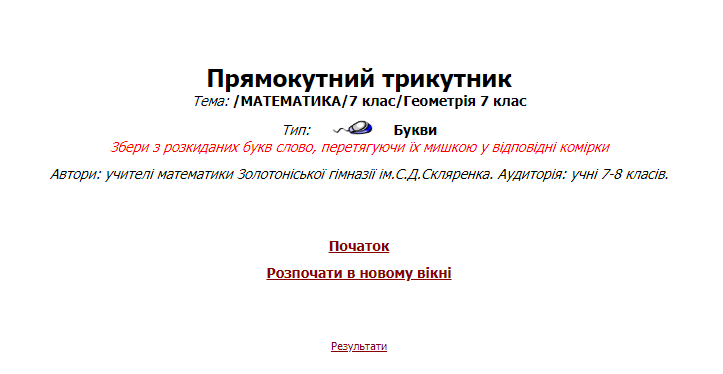 Прямокутний трикутник
Тема: /МАТЕМАТИКА/7 клас/Геометрія 7 клас
Тип: Букви
Збери з розкиданих букв слово, перетягуючи їх мишкою у відповідні комірки
Автори: учителі математики Золотоніської гімназії ім.С.Д.Скляренка. Аудиторія: учні 7-8 класів.
Початок
Розпочати в новому вікні
Результати